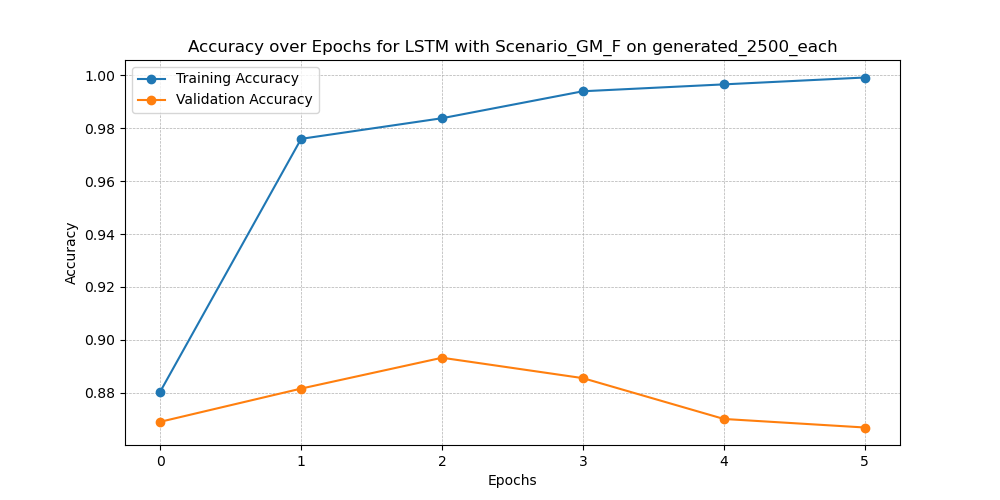 Accuracy over Epochs for LSTM with Scenario_GM_F on generated_2500_each
Training Accuracy
Validation Accuracy
1.00
0.98
0.96
0.94
0.92
0.90
0.88
Accuracy
0 1 2 3 4 5
Epochs